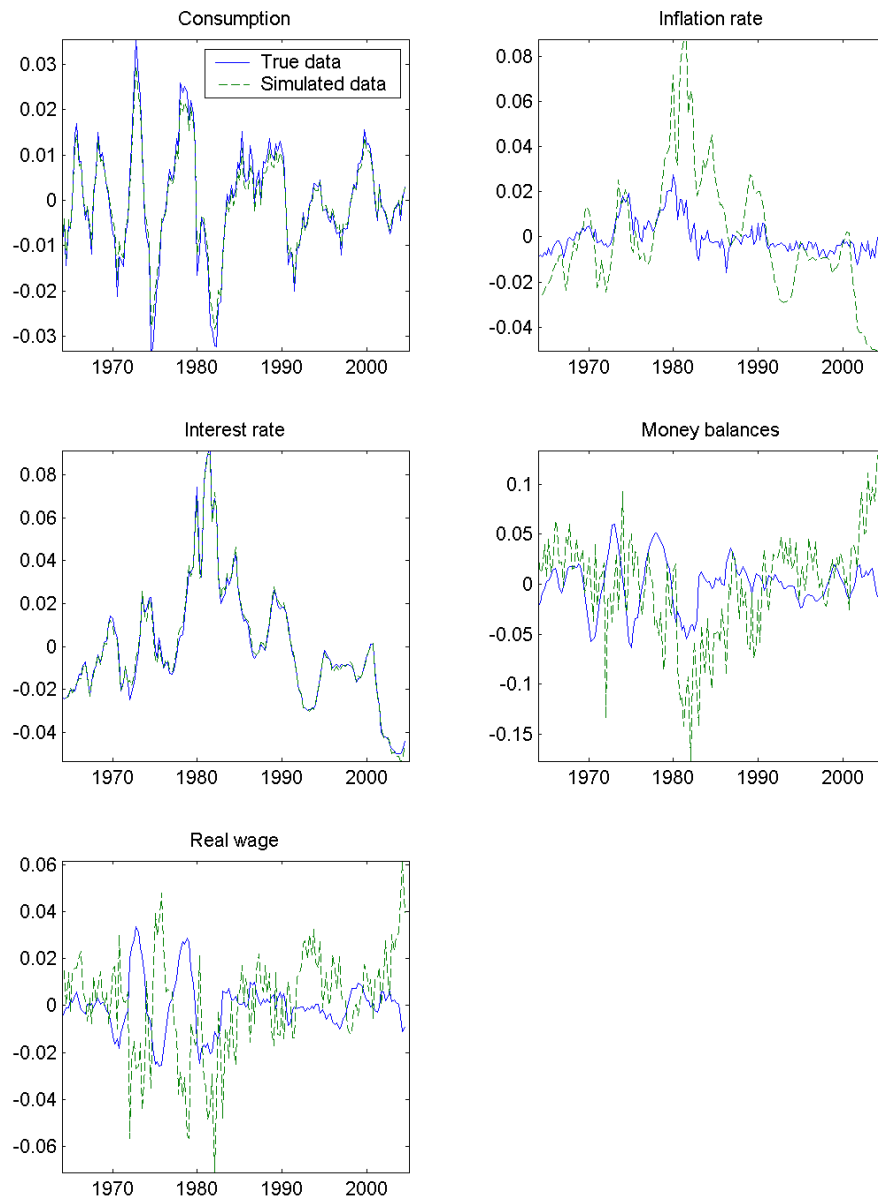 Consumption
0.03
0.02
0.01
0
-0.01
-0.02
-0.03
1970 1980 1990 2000
True data
Simulated data
Inflation rate
0.08
0.06
0.04
0.02
0
-0.02
-0.04
1970 1980 1990 2000
Interest rate
0.08
0.06
0.04
0.02
0
-0.02
-0.04
1970 1980 1990 2000
Money balances
0.1
0.05
0
-0.05
-0.1
-0.15
1970 1980 1990 2000
Real wage
0.06
0.04
0.02
0
-0.02
-0.04
-0.06
1970 1980 1990 2000